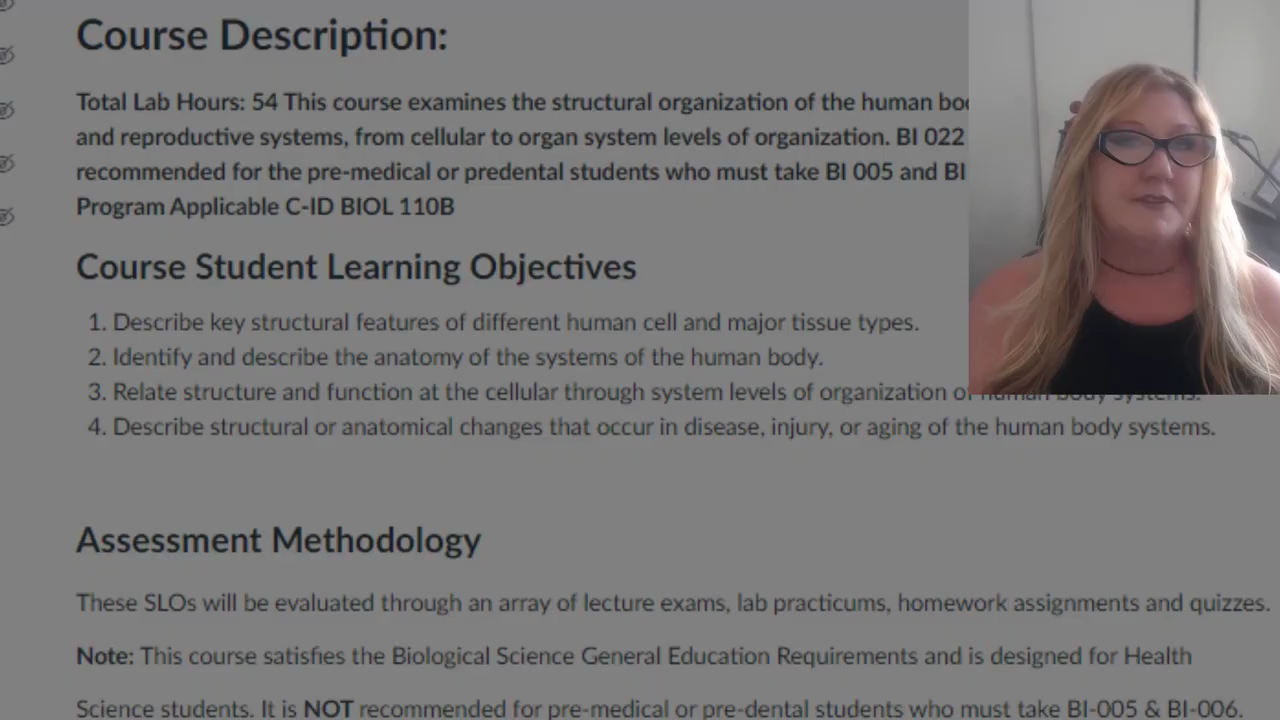 Course Description:
Total Lab Hours: 54 This course examines the structural organization of the human
and reproductive systems, from cellular to organ system levels of organization. BI 022
recommended for the pre-medical or predental students who must take BI 005 and BI
Program Applicable C-ID BIOL 110B
Course Student Learning Objectives
1. Describe key structural features of different human cell and major tissue types.
2. Identify and describe the anatomy of the systems of the human body.
3. Relate structure and function at the cellular through system levels of organization of human body systems.
4. Describe structural or anatomical changes that occur in disease, injury, or aging of the human body systems.
Assessment Methodology
These SLOs will be evaluated through an array of lecture exams, lab practicums, homework assignments and quizzes.
Note: This course satisfies the Biological Science General Education Requirements and is designed for Health
Science students. It is NOT recommended for pre-medical or pre-dental students who must take BI-005 & BI-006.